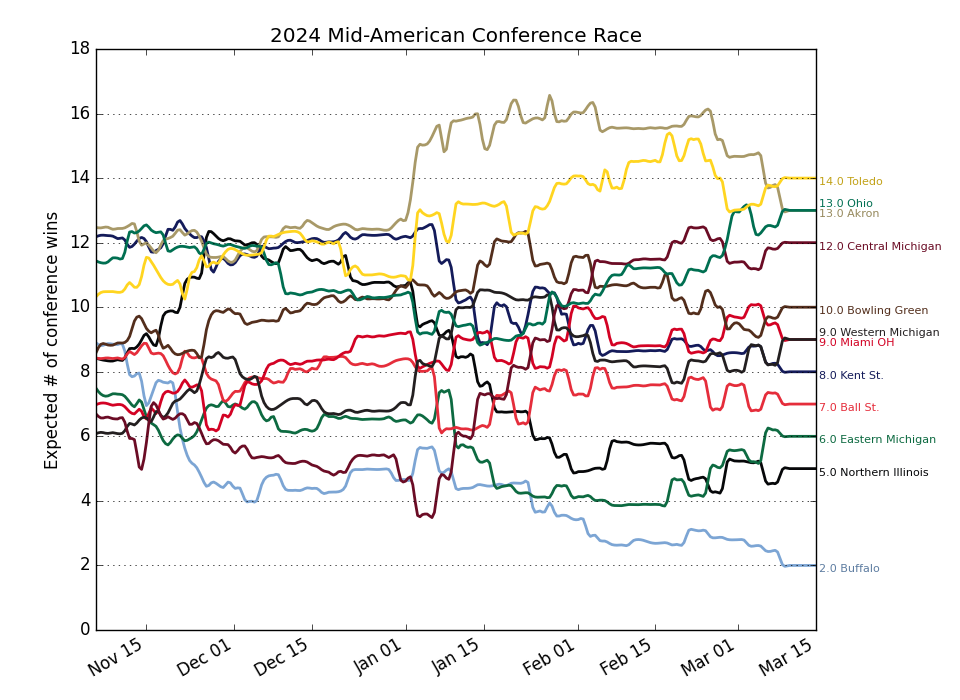 2024 Mid-American Conference Race
Expected # of conference wins
18
16
14
12
10
8
6
4
2
0
14.0 Toledo
13.0 Ohio
13.0 Akron
12.0 Central Michigan
10.0 Bowling Green
9.0 Western Michigan
9.0 Miami OH
8.0 Kent St.
7.0 Ball St.
6.0 Eastern Michigan
5.0 Northern Illinois
2.0 Buffalo
Nov 15
Dec 01
Dec 15
Jan 01
Jan 15
Feb 01
Feb 15
Mar 01
Mar 15